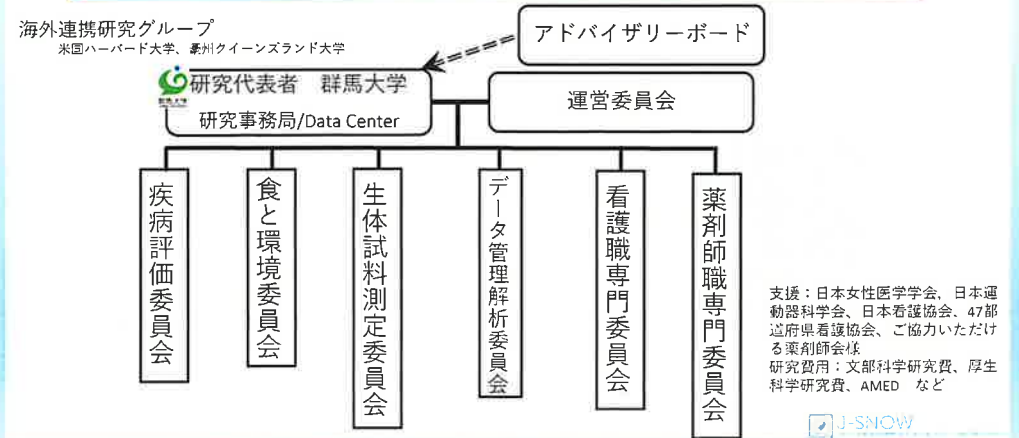 海外連携研究グループ
米国ハーバード大学、豪州クイーンズランド大学
アドバイザリーボード
研究代表者　群馬大学
群馬大学
研究事務局/Data Center
運営委員会
疾病評価委員会
食と環境委員会
生体試料測定委員会
データ管理解析委員会
看護職専門委員会
薬剤師職専門委員会
支援：日本女性医学学会、日本運
動器科学会、日本看護協会、47都
道府県看護協会、ご協力いただけ
る薬剤師会様
研究費用：文部科学研究費、厚生
科学研究費、AMED　など
J-SNOW